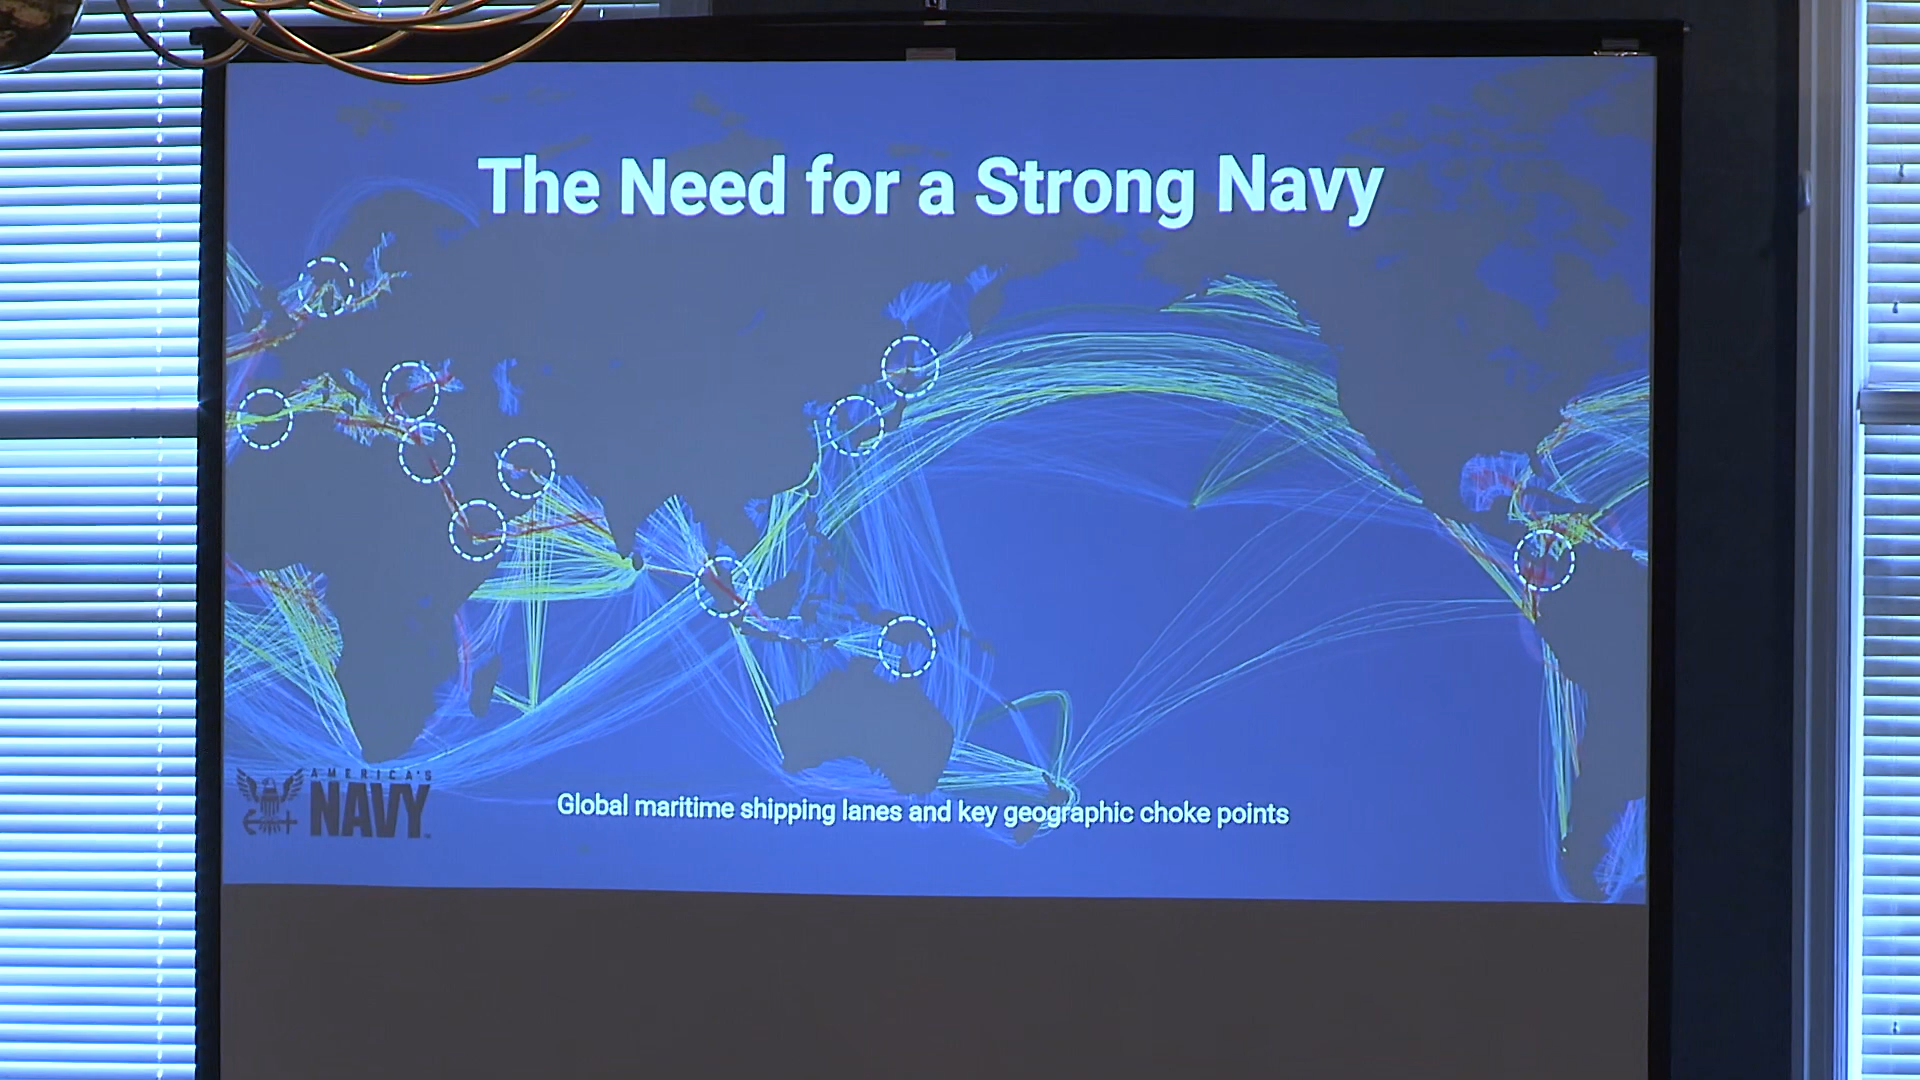 The Need for a Strong Navy
AMERICA'S
NAVY
Global maritime shipping lanes and key geographic choke points